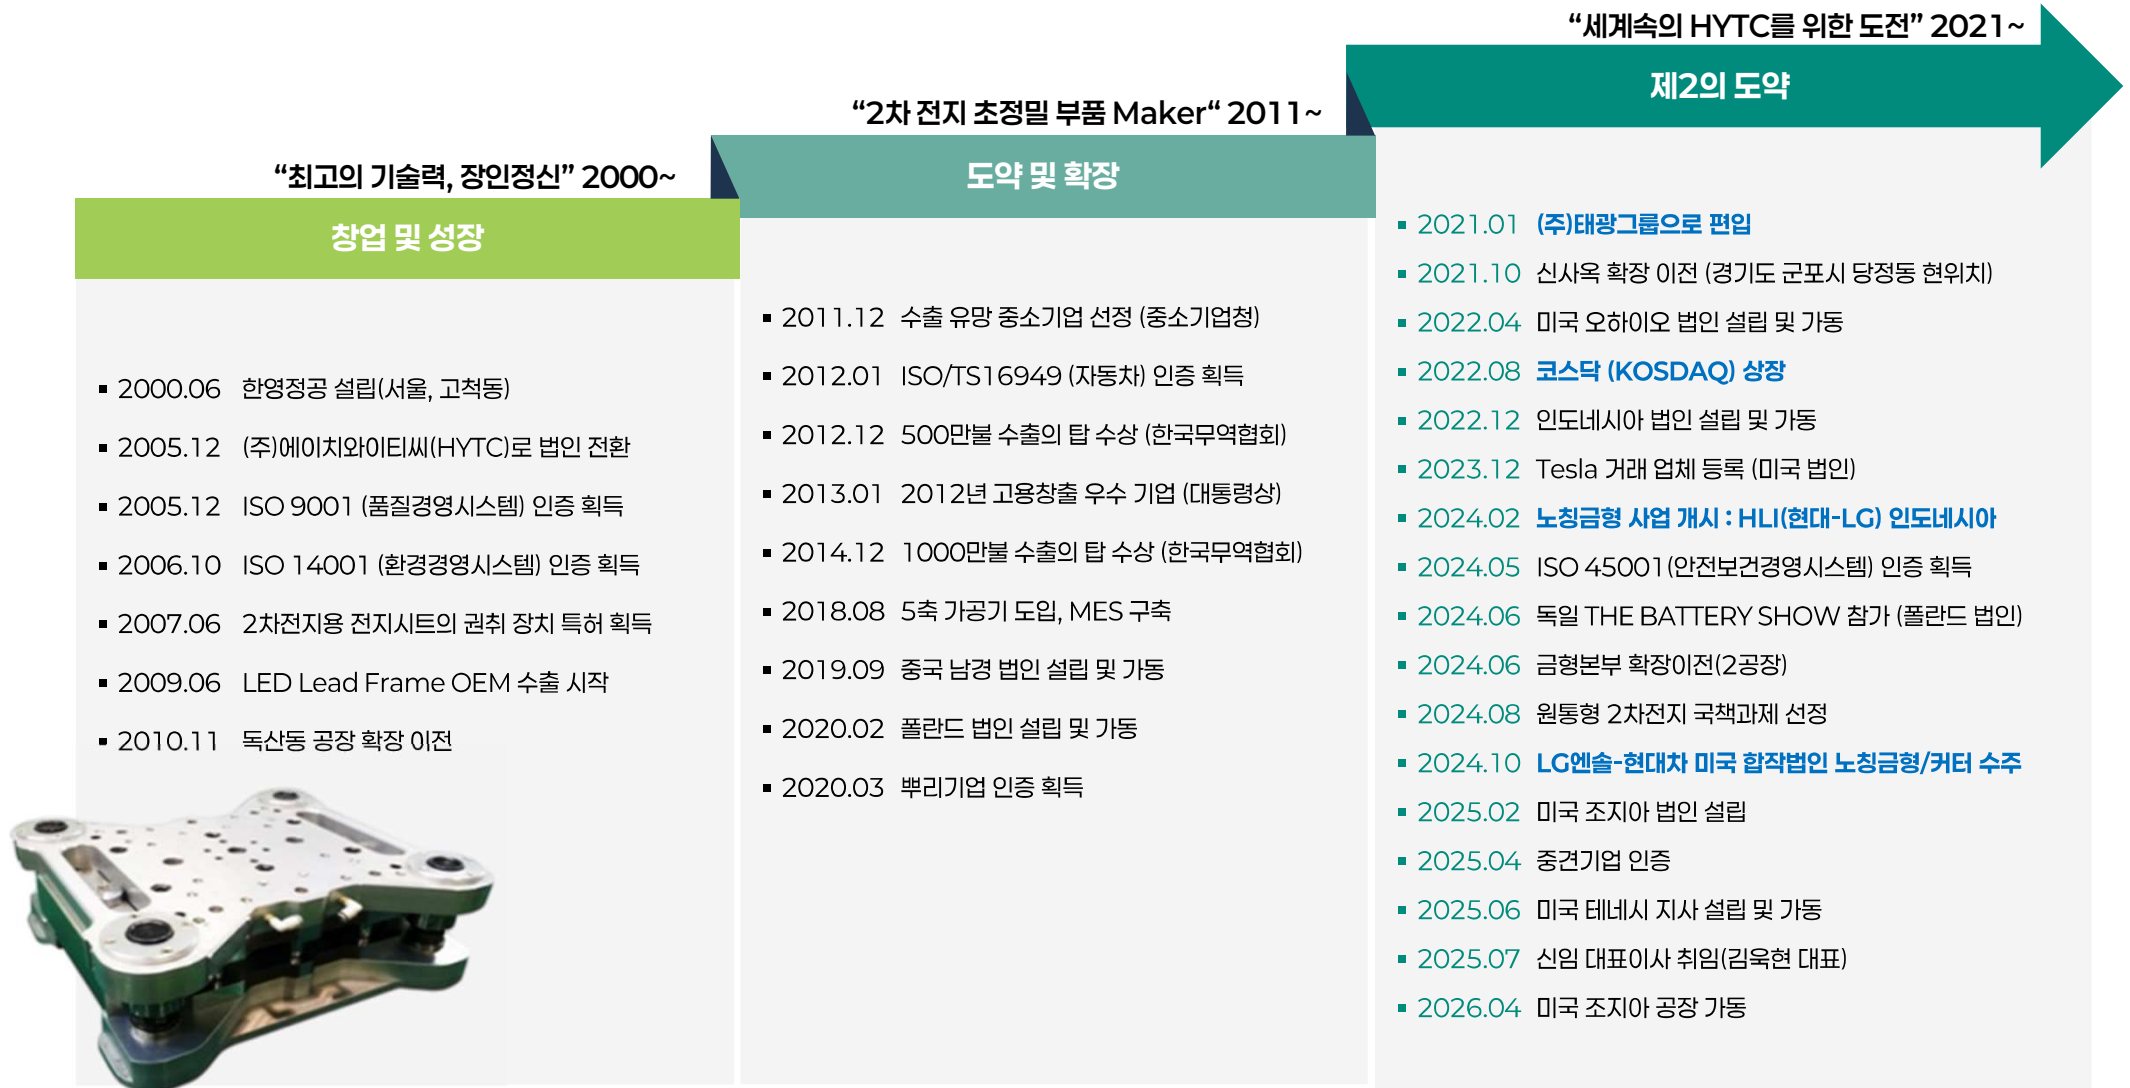 “최고의 기술력, 장인정신” 2000~
창업 및 성장
2000.06 한영정공 설립(서울, 고척동)
2005.12 (주)에이치와이티씨(HYTC)로 법인 전환
2005.12 ISO 9001 (품질경영시스템) 인증 획득
2006.10 ISO 14001 (환경경영시스템) 인증 획득
2007.06 2차전지용 전지시트의 권취 장치 특허 획득
2009.06 LED Lead Frame OEM 수출 시작
2010.11 독산동 공장 확장 이전
“2차 전지 초정밀 부품 Maker“ 2011~
도약 및 확장
2011.12 수출 유망 중소기업 선정 (중소기업청)
2012.01 ISO/TS16949 (자동차) 인증 획득
2012.12 500만불 수출의 탑 수상 (한국무역협회)
2013.01 2012년 고용창출 우수 기업 (대통령상)
2014.12 1000만불 수출의 탑 수상 (한국무역협회)
2018.08 5축 가공기 도입, MES 구축
2019.09 중국 남경 법인 설립 및 가동
2020.02 폴란드 법인 설립 및 가동
2020.03 뿌리기업 인증 획득
“세계속의 HYTC를 위한 도전” 2021~
제2의 도약
2021.01 (주)태광그룹으로 편입
2021.10 신사옥 확장 이전 (경기도 군포시 당정동 현위치)
2022.04 미국 오하이오 법인 설립 및 가동
2022.08 코스닥 (KOSDAQ) 상장
2022.12 인도네시아 법인 설립 및 가동
2023.12 Tesla 거래 업체 등록 (미국 법인)
2024.02 노칭금형 사업 개시 : HLI(현대-LG) 인도네시아
2024.05 ISO 45001(안전보건경영시스템) 인증 획득
2024.06 독일 THE BATTERY SHOW 참가 (폴란드 법인)
2024.06 금형본부 확장이전(2공장)
2024.08 원통형 2차전지 국책과제 선정
2024.10 LG엔솔-현대차 미국 합작법인 노칭금형/커터 수주
2025.02 미국 조지아 법인 설립
2025.04 중견기업 인증
2025.06 미국 테네시 지사 설립 및 가동
2025.07 신임 대표이사 취임(김욱현 대표)
2026.04 미국 조지아 공장 가동